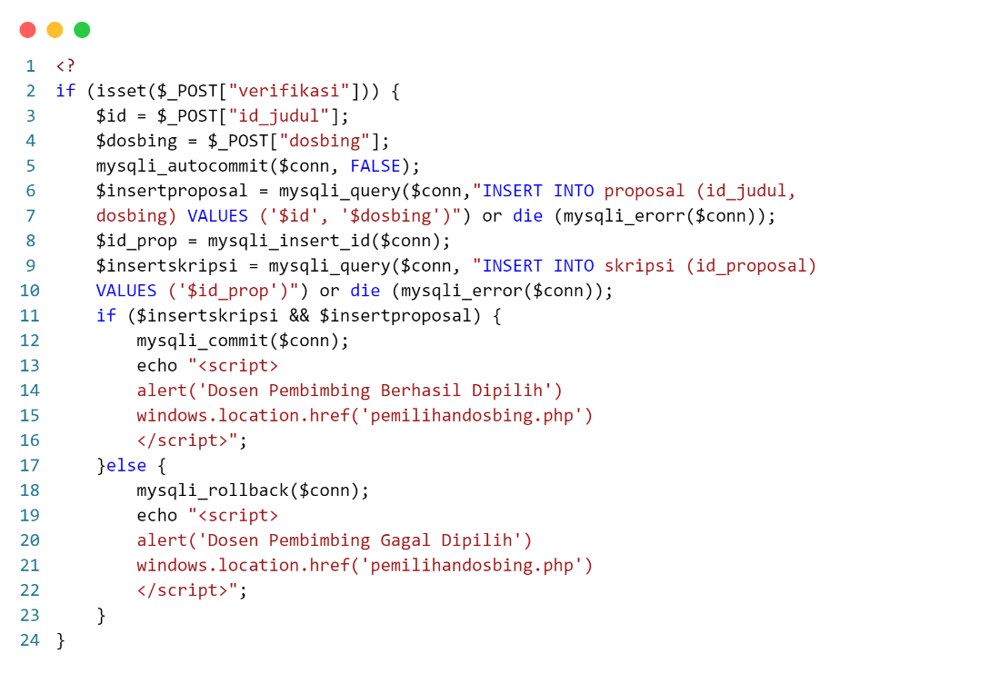 1 <?
2 if (isset($_POST["verifikasi"])) {
3     $id = $_POST["id_judul"];
4     $dosbing = $_POST["dosbing"];
5     mysqli_autocommit($conn, FALSE);
6     $insertproposal = mysqli_query($conn,"INSERT INTO proposal (id_judul,
7     dosbing) VALUES ('$id', '$dosbing')") or die (mysqli_erorr($conn));
8     $id_prop = mysqli_insert_id($conn);
9     $insertskripsi = mysqli_query($conn, "INSERT INTO skripsi (id_proposal)
10     VALUES ('$id_prop')") or die (mysqli_error($conn));
11     if ($insertskripsi && $insertproposal) {
12         mysqli_commit($conn);
13         echo "<script>
14         alert('Dosen Pembimbing Berhasil Dipilih')
15         windows.location.href('pemilihandosbing.php')
16         </script>";
17     }else {
18         mysqli_rollback($conn);
19         echo "<script>
20         alert('Dosen Pembimbing Gagal Dipilih')
21         windows.location.href('pemilihandosbing.php')
22         </script>";
23     }
24 }